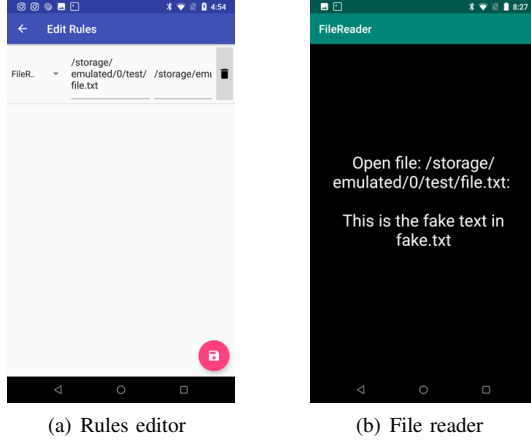 4:54
Edit Rules
FileR..
/storage/
emulated/0/test/
file.txt
/storage/emu
(a) Rules editor
8:27
FileReader
Open file: /storage/
emulated/0/test/file.txt:
This is the fake text in
fake.txt
(b) File reader